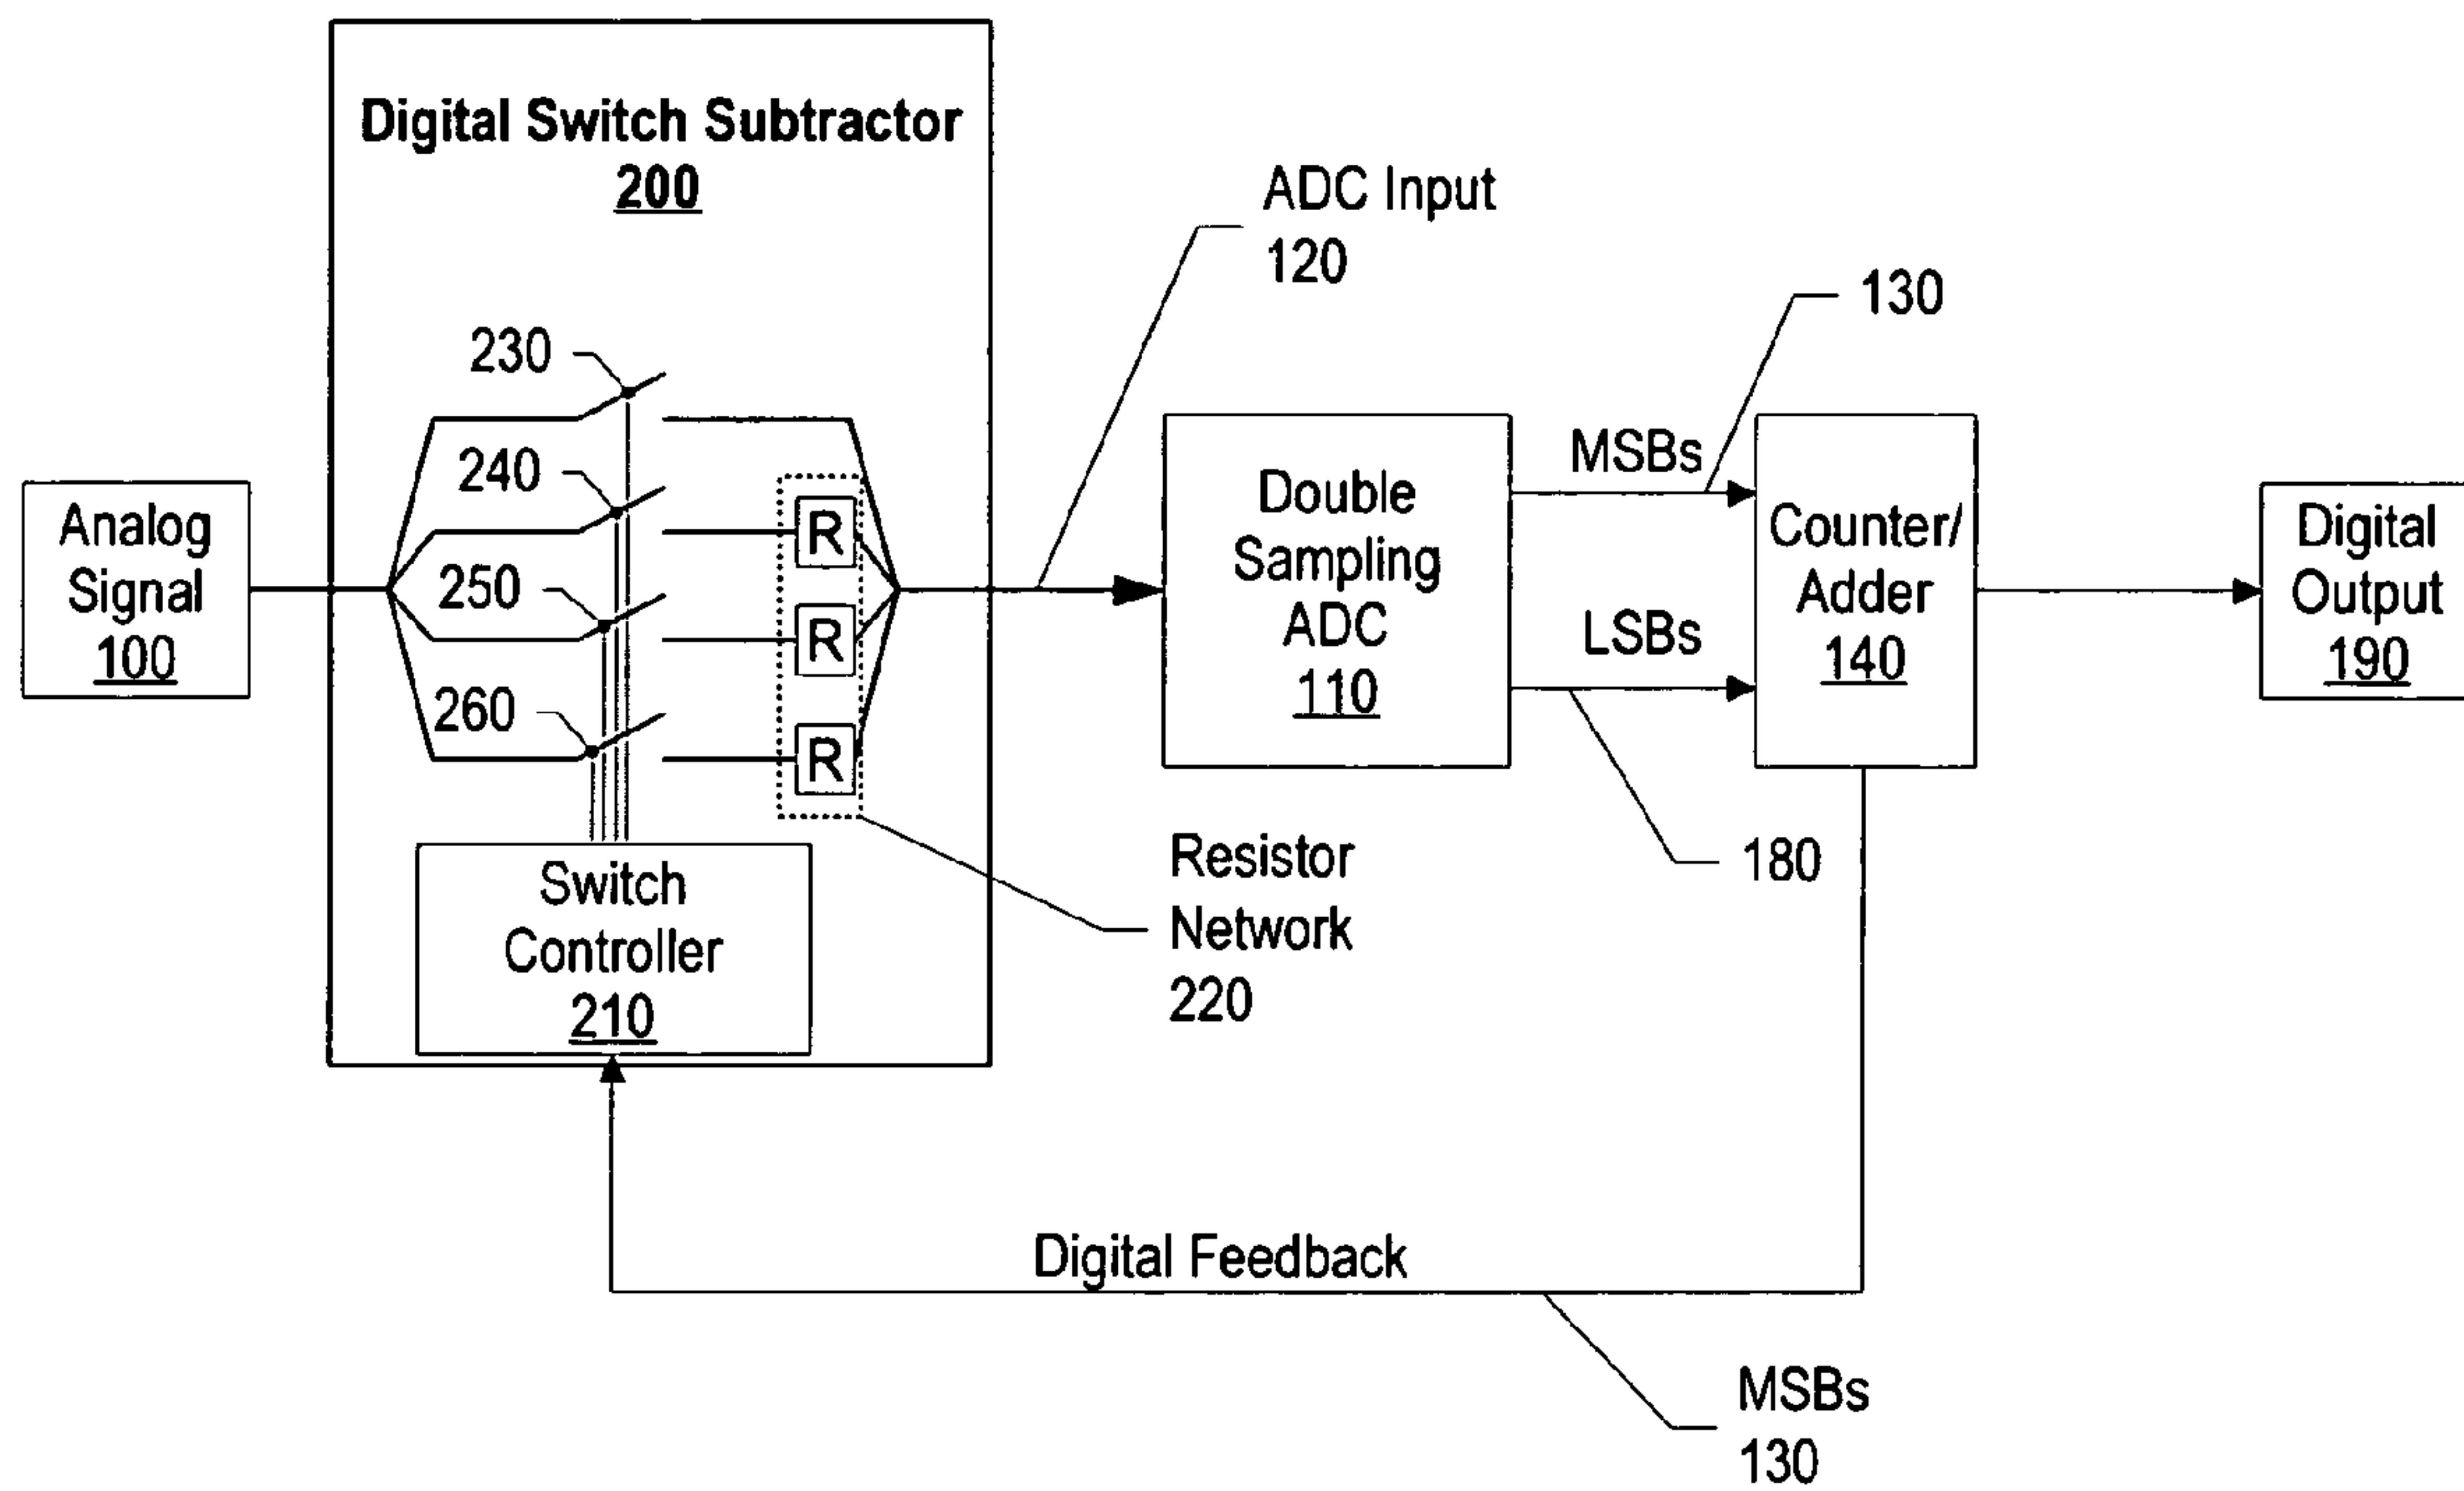 Digital Switch Subtractor
200
ADC Input
120
130
230
240
250
260
Analog
Signal
100
R
R
R
Double
Sampling
ADC
110
MSBs
LSBs
Counter/
Adder
140
Digital
Output
190
180
Switch
Controller
210
Resistor
Network
220
Digital Feedback
MSBs
130